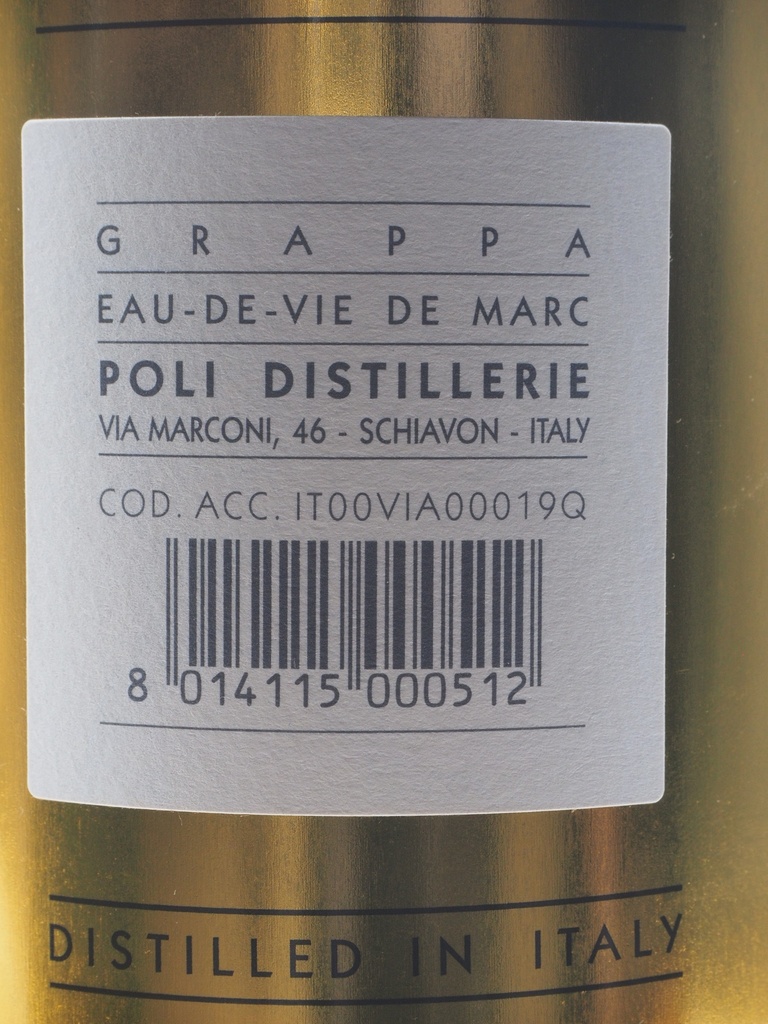 GRAPPA
EAU-DE-VIE DE MARC
POLI DISTILLERIE
VIA MARCONI, 46 - SCHIAVON - ITALY
COD. ACC. IT00VIA00019Q
8 014115 000512
DISTILLED IN ITALY